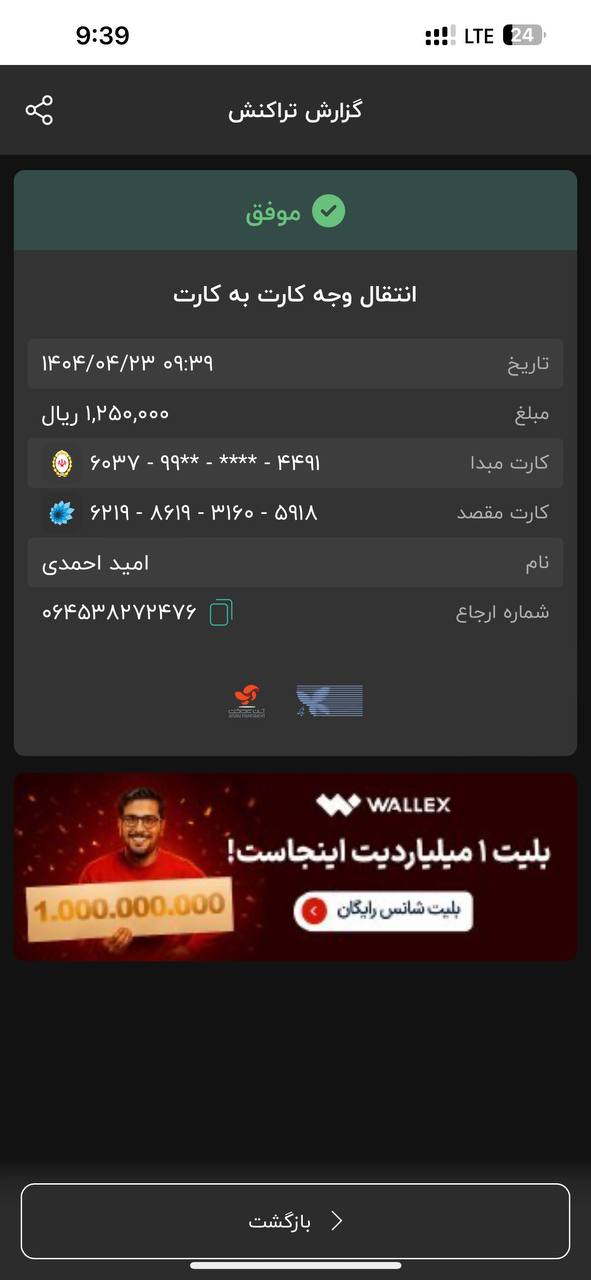 9:39 LTE 24
گزارش تراکنش
موفق
انتقال وجه کارت به کارت
تاریخ ۱۴۰۴/۰۴/۲۳ ۰۹:۳۹
مبلغ ۱,۲۵۰,۰۰۰ ریال
کارت مبدا ۶۰۳۷ - ۹۹** - **** - ۴۴۹۱
کارت مقصد ۶۲۱۹ - ۸۶۱۹ - ۳۱۶۰ - ۵۹۱۸
نام امید احمدی
شماره ارجاع ۰۶۴۵۳۸۲۷۲۴۷۶
WALLEX
بلیت ۱ میلیاردیت اینجاست!
1.000.000.000
بلیت شانس رایگان
بازگشت